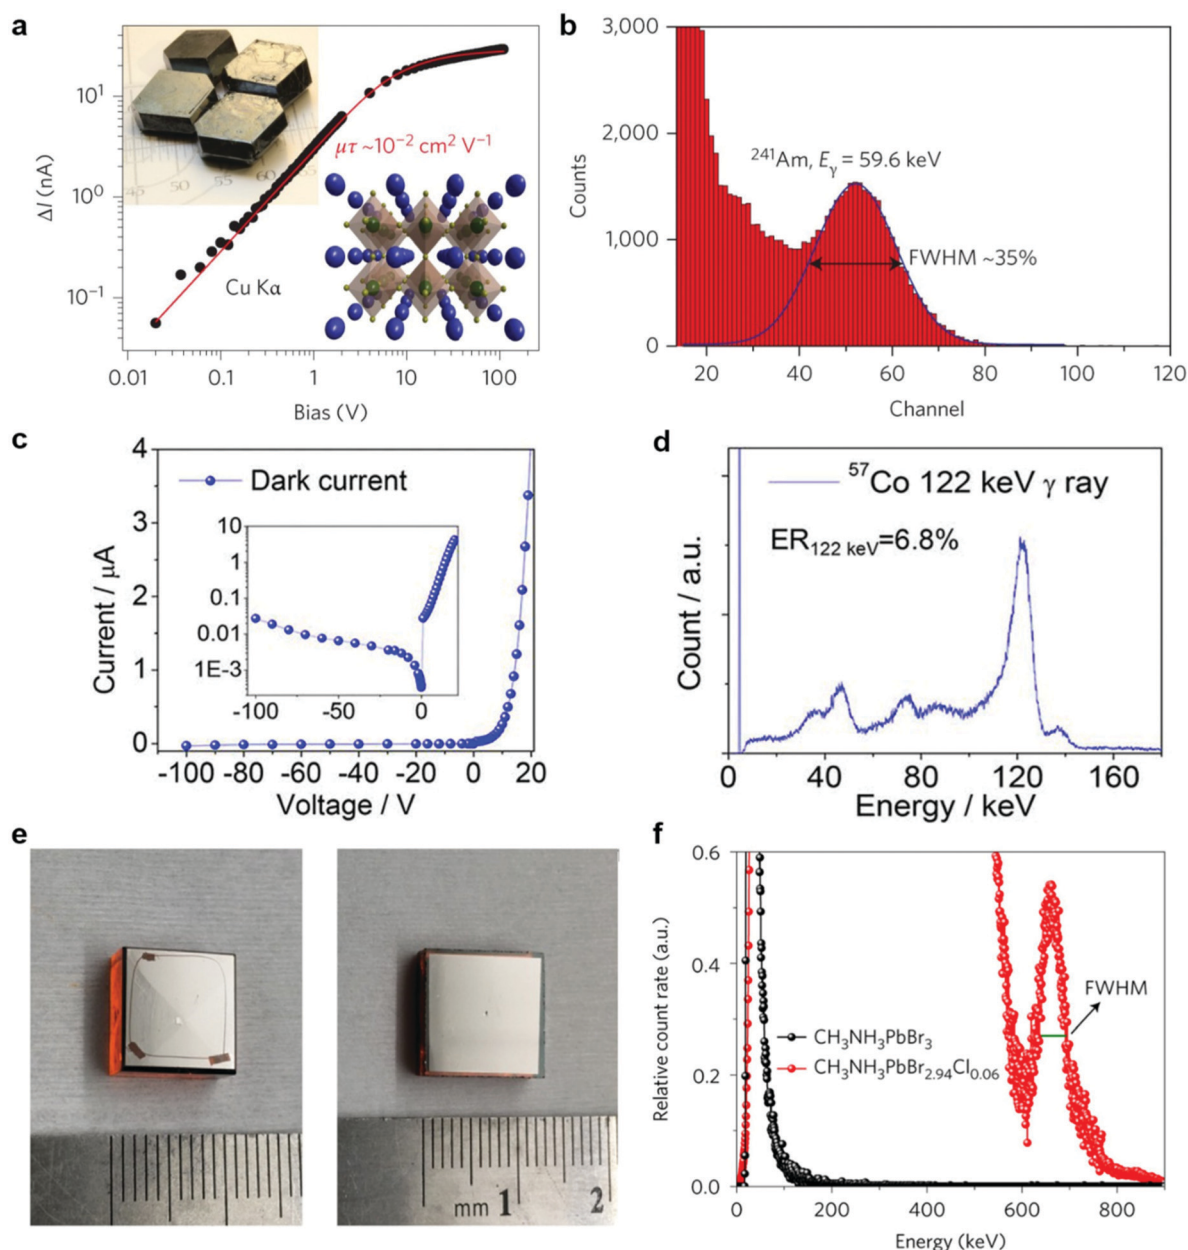 a
10¹
10⁰
10⁻¹
ΔI (nA)
45
50
55
60
μτ ~10⁻² cm² V⁻¹
Cu Kα
0.01
0.1
1
10
100
Bias (V)
b
3,000
2,000
1,000
0
Counts
²⁴¹Am, Eᵧ = 59.6 keV
FWHM ~35%
20
40
60
80
100
120
Channel
c
4
3
2
1
0
Current / μA
Dark current
10
1
0.1
0.01
1E-3
-100
-50
0
-100 -80 -60 -40 -20 0 20
Voltage / V
d
⁵⁷Co 122 keV γ ray
ER₁₂₂ ₖₑᵥ=6.8%
Count / a.u.
0 40 80 120 160
Energy / keV
e
mm 1 2
f
0.6
0.4
0.2
0.0
Relative count rate (a.u.)
FWHM
CH₃NH₃PbBr₃
CH₃NH₃PbBr₂.₉₄Cl₀.₀₆
0 200 400 600 800
Energy (keV)